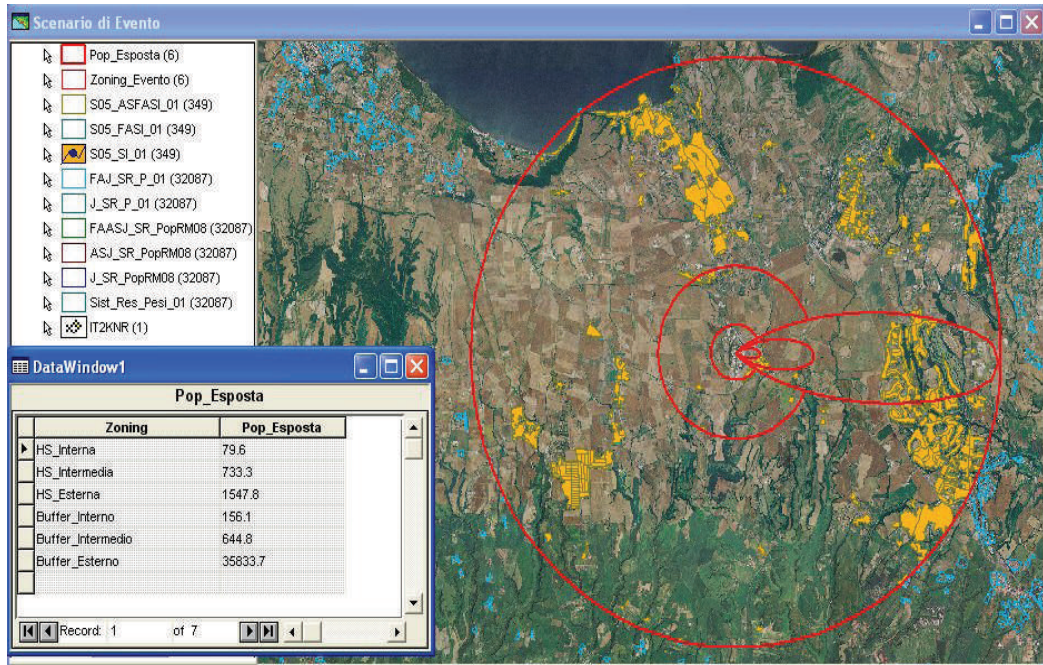 Scenario di Evento
Pop_Esposta (6)
Zoning_Evento (6)
S05_ASFASI_01 (349)
S05_FASI_01 (349)
S05_SI_01 (349)
FAJ_SR_P_01 (32087)
J_SR_P_01 (32087)
FAASJ_SR_PopRM08 (32087)
ASJ_SR_PopRM08 (32087)
J_SR_PopRM08 (32087)
Sist_Res_Pesi_01 (32087)
IT2KNR (1)
DataWindow1
Pop_Esposta
Zoning Pop_Esposta
HS_Interna 79.6
HS_Intermedia 733.3
HS_Esterna 1547.8
Buffer_Interno 156.1
Buffer_Intermedio 644.8
Buffer_Esterno 35833.7
Record: 1 of 7